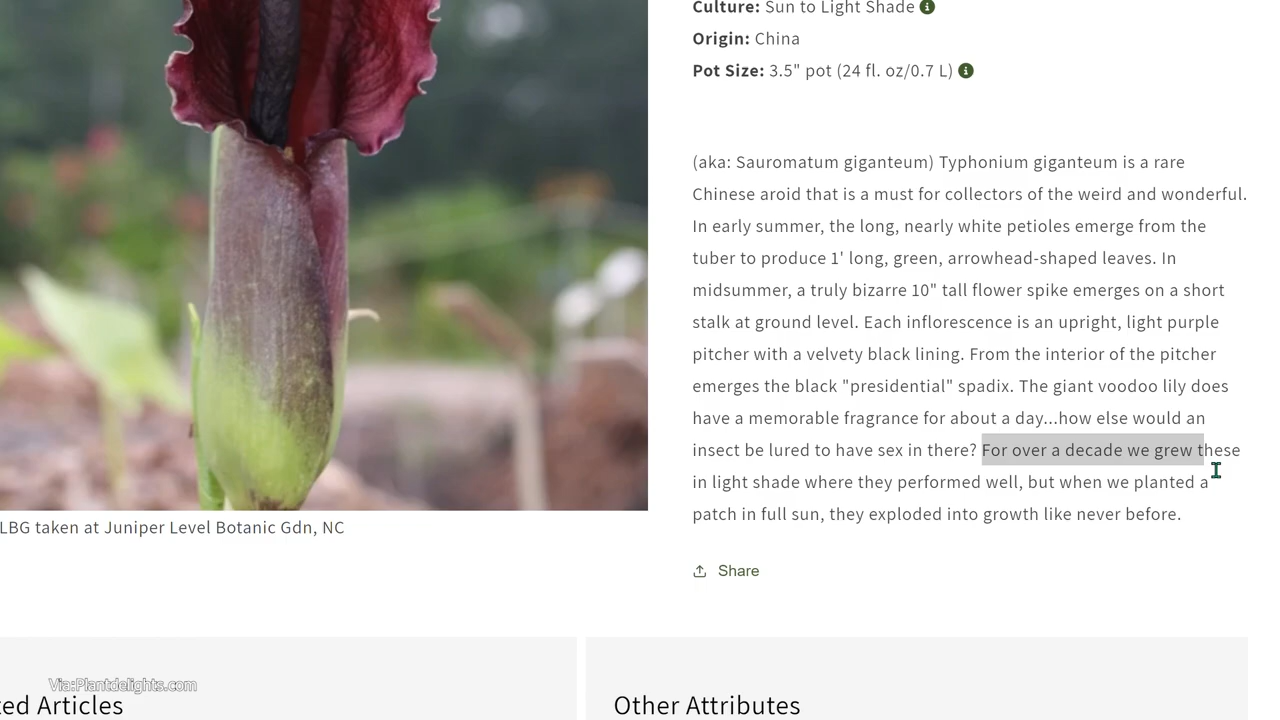 Culture: Sun to Light Shade
Origin: China
Pot Size: 3.5" pot (24 fl. oz/0.7 L)
(aka: Sauromatum giganteum) Typhonium giganteum is a rare
Chinese aroid that is a must for collectors of the weird and wonderful.
In early summer, the long, nearly white petioles emerge from the
tuber to produce 1' long, green, arrowhead-shaped leaves. In
midsummer, a truly bizarre 10" tall flower spike emerges on a short
stalk at ground level. Each inflorescence is an upright, light purple
pitcher with a velvety black lining. From the interior of the pitcher
emerges the black "presidential" spadix. The giant voodoo lily does
have a memorable fragrance for about a day...how else would an
insect be lured to have sex in there? For over a decade we grew these
in light shade where they performed well, but when we planted a
patch in full sun, they exploded into growth like never before.
LBG taken at Juniper Level Botanic Gdn, NC
Share
Via:Plantdelights.com
ted Articles
Other Attributes